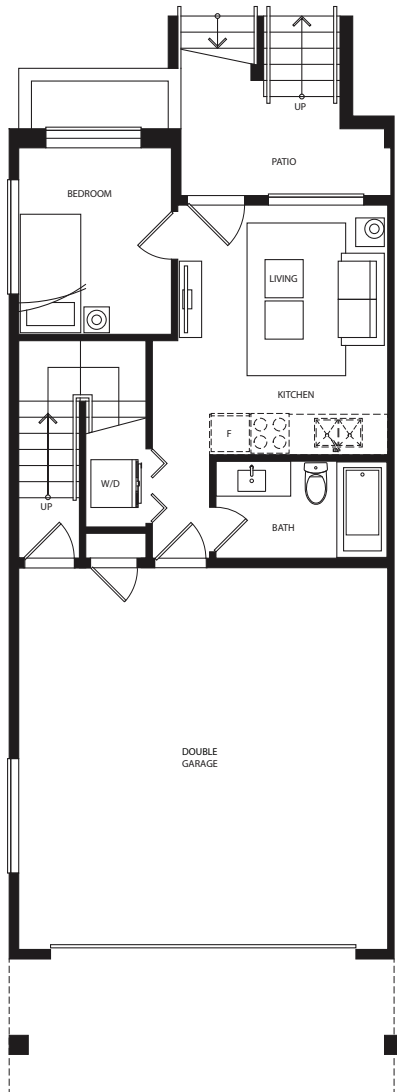 UP
PATIO
BEDROOM
LIVING
KITCHEN
F
W/D
UP
BATH
DOUBLE
GARAGE